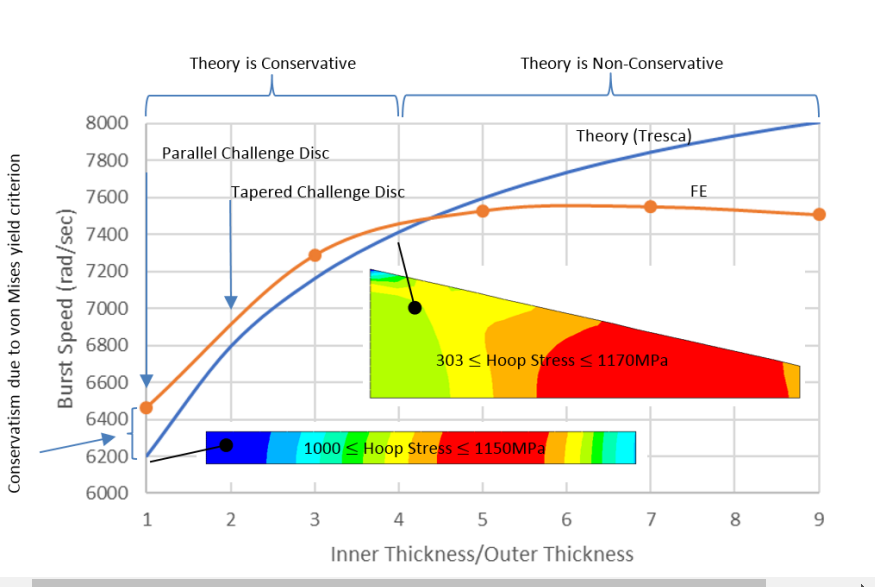 Theory is Conservative
Theory is Non-Conservative
Conservatism due to von Mises yield criterion
Burst Speed (rad/sec)
8000
7800
7600
7400
7200
7000
6800
6600
6400
6200
6000
Parallel Challenge Disc
Tapered Challenge Disc
Theory (Tresca)
FE
303 ≤ Hoop Stress ≤ 1170MPa
1000 ≤ Hoop Stress ≤ 1150MPa
1 2 3 4 5 6 7 8 9
Inner Thickness/Outer Thickness